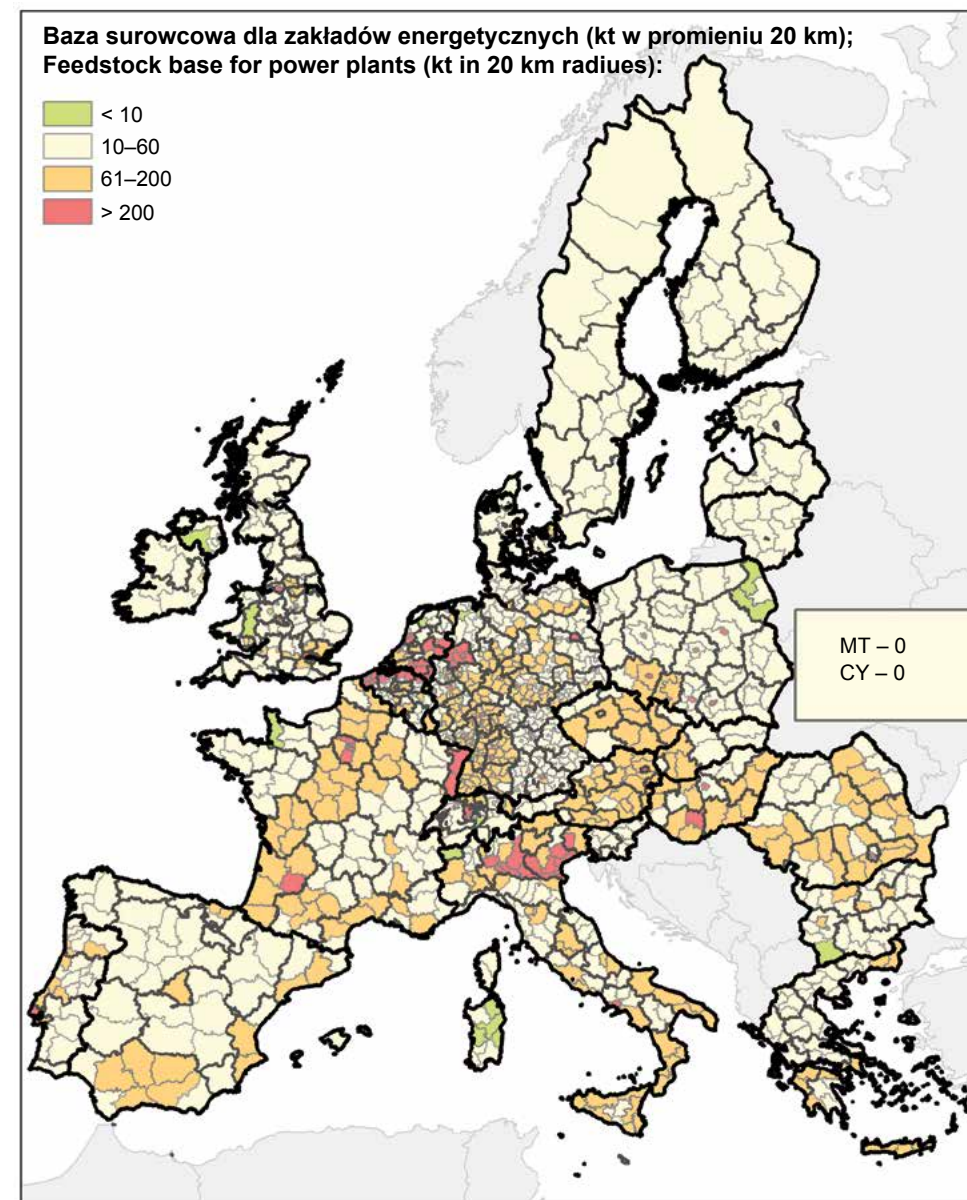 Baza surowcowa dla zakładów energetycznych (kt w promieniu 20 km);
Feedstock base for power plants (kt in 20 km radiues):
< 10
10–60
61–200
> 200
MT – 0
CY – 0